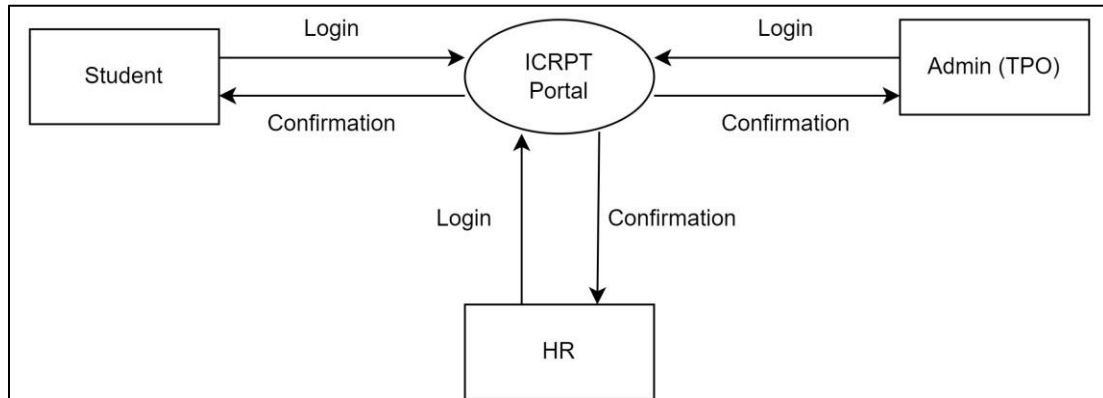 Login
Login
Student
ICRPT
Portal
Admin (TPO)
Confirmation
Confirmation
Login
Confirmation
HR